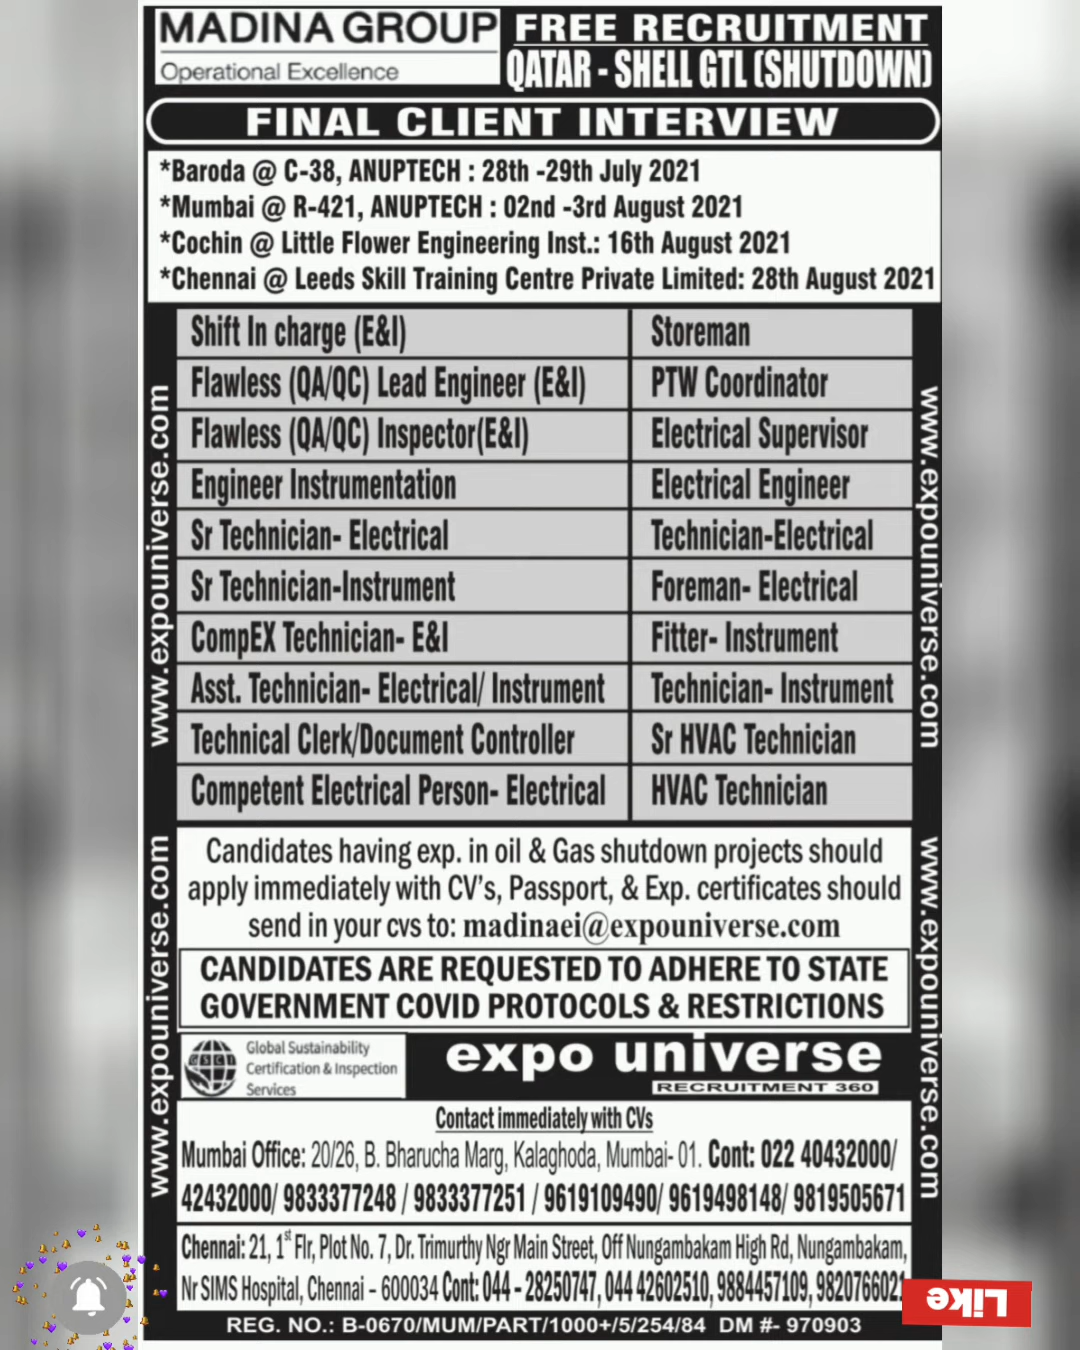 MADINA GROUP
Operational Excellence
FREE RECRUITMENT
QATAR - SHELL GTL (SHUTDOWN)
FINAL CLIENT INTERVIEW
*Baroda @ C-38, ANUPTECH : 28th -29th July 2021
*Mumbai @ R-421, ANUPTECH : 02nd -3rd August 2021
*Cochin @ Little Flower Engineering Inst.: 16th August 2021
*Chennai @ Leeds Skill Training Centre Private Limited: 28th August 2021
Shift In charge (E&I)
Storeman
Flawless (QA/QC) Lead Engineer (E&I)
PTW Coordinator
Flawless (QA/QC) Inspector(E&I)
Electrical Supervisor
Engineer Instrumentation
Electrical Engineer
Sr Technician- Electrical
Technician-Electrical
Sr Technician-Instrument
Foreman- Electrical
CompEX Technician- E&I
Fitter- Instrument
Asst. Technician- Electrical/ Instrument
Technician- Instrument
Technical Clerk/Document Controller
Sr HVAC Technician
Competent Electrical Person- Electrical
HVAC Technician
www.expouniverse.com
www.expouniverse.com
www.expouniverse.com
www.expouniverse.com
Candidates having exp. in oil & Gas shutdown projects should
apply immediately with CV's, Passport, & Exp. certificates should
send in your cvs to: madinaei@expouniverse.com
CANDIDATES ARE REQUESTED TO ADHERE TO STATE
GOVERNMENT COVID PROTOCOLS & RESTRICTIONS
GSCI
Global Sustainability
Certification & Inspection
Services
expo universe
RECRUITMENT 360
Contact immediately with CVs
Mumbai Office: 20/26, B. Bharucha Marg, Kalaghoda, Mumbai- 01. Cont: 022 40432000/
42432000/ 9833377248 / 9833377251 / 9619109490/ 9619498148/ 9819505671
Chennai: 21, 1st Flr, Plot No. 7, Dr. Trimurthy Ngr Main Street, Off Nungambakam High Rd, Nungambakam,
Nr SIMS Hospital, Chennai - 600034 Cont: 044 - 28250747, 044 42602510, 9884457109,
REG. NO.: B-0670/MUM/PART/1000+/5/254/84 DM #- 970903
Like